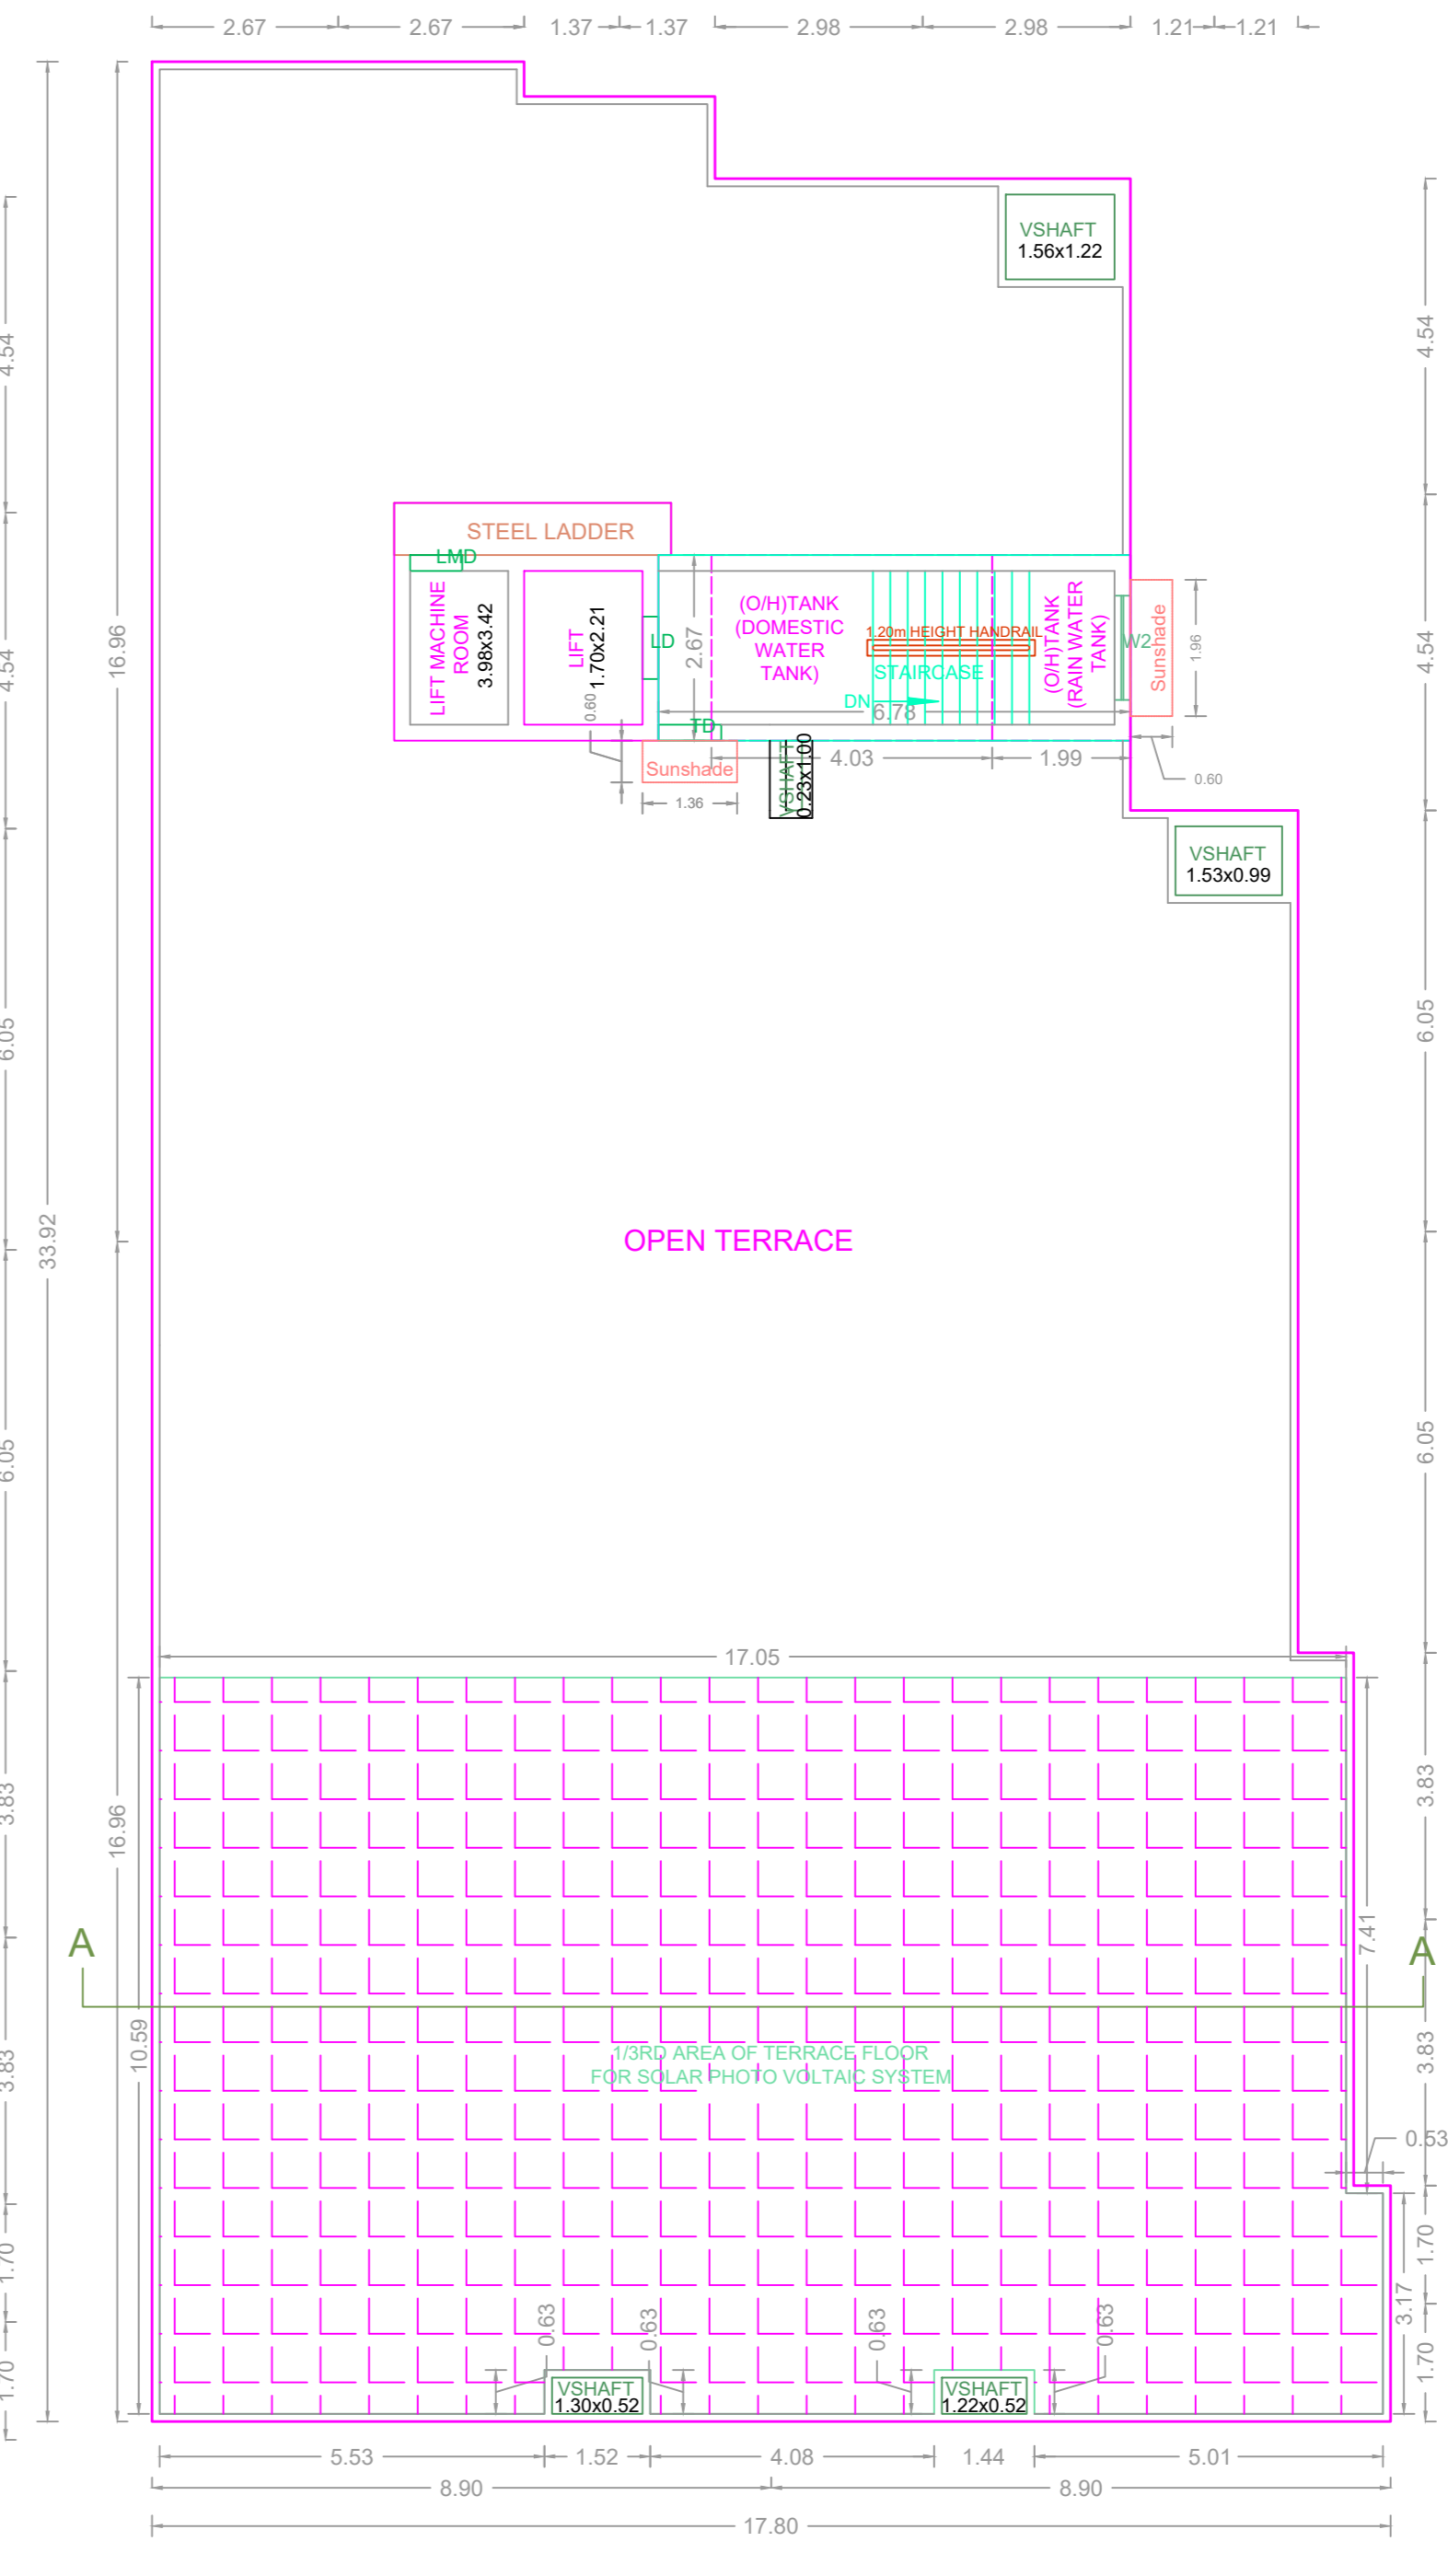 2.67
2.67
1.37
1.37
2.98
2.98
1.21
1.21
VSHAFT
1.56x1.22
4.54
4.54
STEEL LADDER
LMD
LIFT MACHINE
ROOM
3.98x3.42
LIFT
1.70x2.21
LD
2.67
(O/H)TANK
(DOMESTIC
WATER
TANK)
1.20m HEIGHT HANDRAIL
STAIRCASE
DN
6.78
(O/H)TANK
(RAIN WATER
TANK)
W2
Sunshade
1.96
16.96
4.54
4.54
0.60
TD
Sunshade
1.36
VSHAFT
0.23x1.00
4.03
1.99
0.60
VSHAFT
1.53x0.99
6.05
6.05
33.92
OPEN TERRACE
6.05
6.05
17.05
3.83
3.83
16.96
7.41
A
A
10.59
3.83
3.83
1/3RD AREA OF TERRACE FLOOR
FOR SOLAR PHOTO VOLTAIC SYSTEM
0.53
1.70
1.70
3.17
0.63
0.63
0.63
0.63
1.70
1.70
VSHAFT
1.30x0.52
VSHAFT
1.22x0.52
5.53
1.52
4.08
1.44
5.01
8.90
8.90
17.80